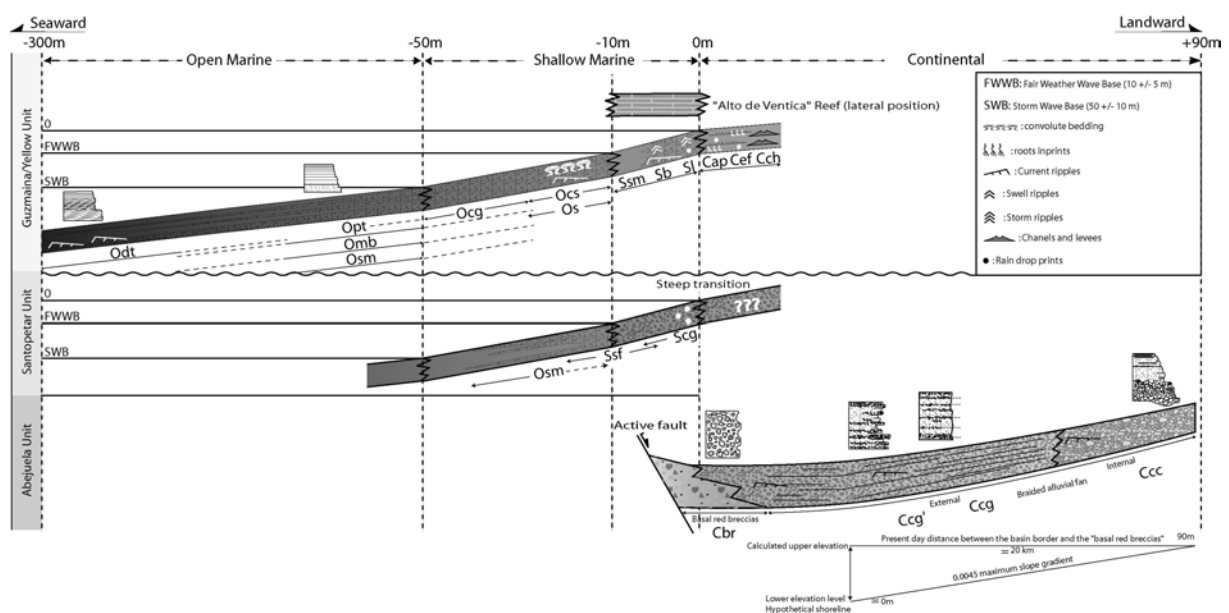 Seaward
Landward
-300m
-50m
-10m
0m
+90m
Open Marine
Shallow Marine
Continental
Guzmaina/Yellow Unit
"Alto de Ventica" Reef (lateral position)
0
FWWB
SWB
Odt
Opt
Omb
Osm
Ocg
Ocs
Os
Ssm
Sb
Sl
Cap
Cef
Cch
FWWB: Fair Weather Wave Base (10 +/- 5 m)
SWB: Storm Wave Base (50 +/- 10 m)
:convolute bedding
:roots inprints
:Current ripples
:Swell ripples
:Storm ripples
:Chanels and levees
:Rain drop prints
Santopetar Unit
Steep transition
0
FWWB
SWB
???
Scg
Ssf
Osm
Abejuela Unit
Active fault
Basal red breccias
Cbr
Ccg'
External
Ccg
Braided alluvial fan
Internal
Ccc
Calculated upper elevation
Present day distance between the basin border and the "basal red breccias"
90m
≃ 20 km
0.0045 maximum slope gradient
Lower elevation level
Hypothetical shoreline
≃ 0m